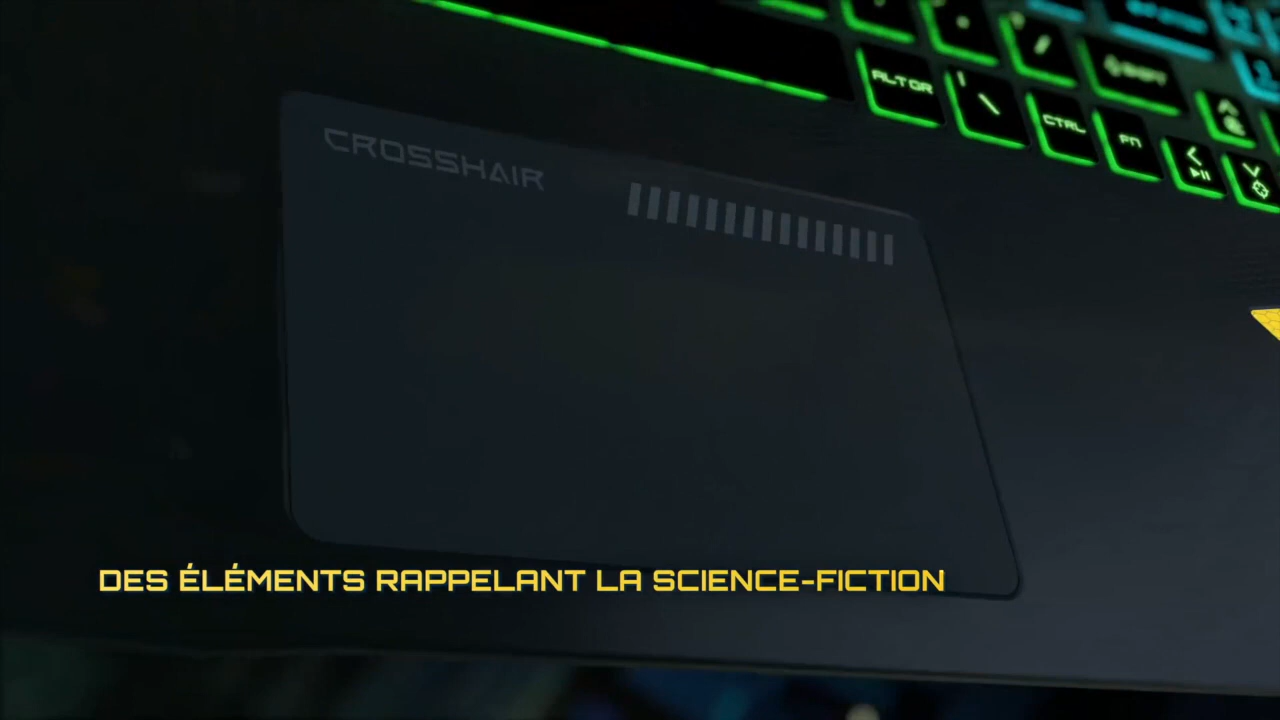 ALT GR
CTRL
FN
CROSSHAIR
DES ÉLÉMENTS RAPPELANT LA SCIENCE-FICTION